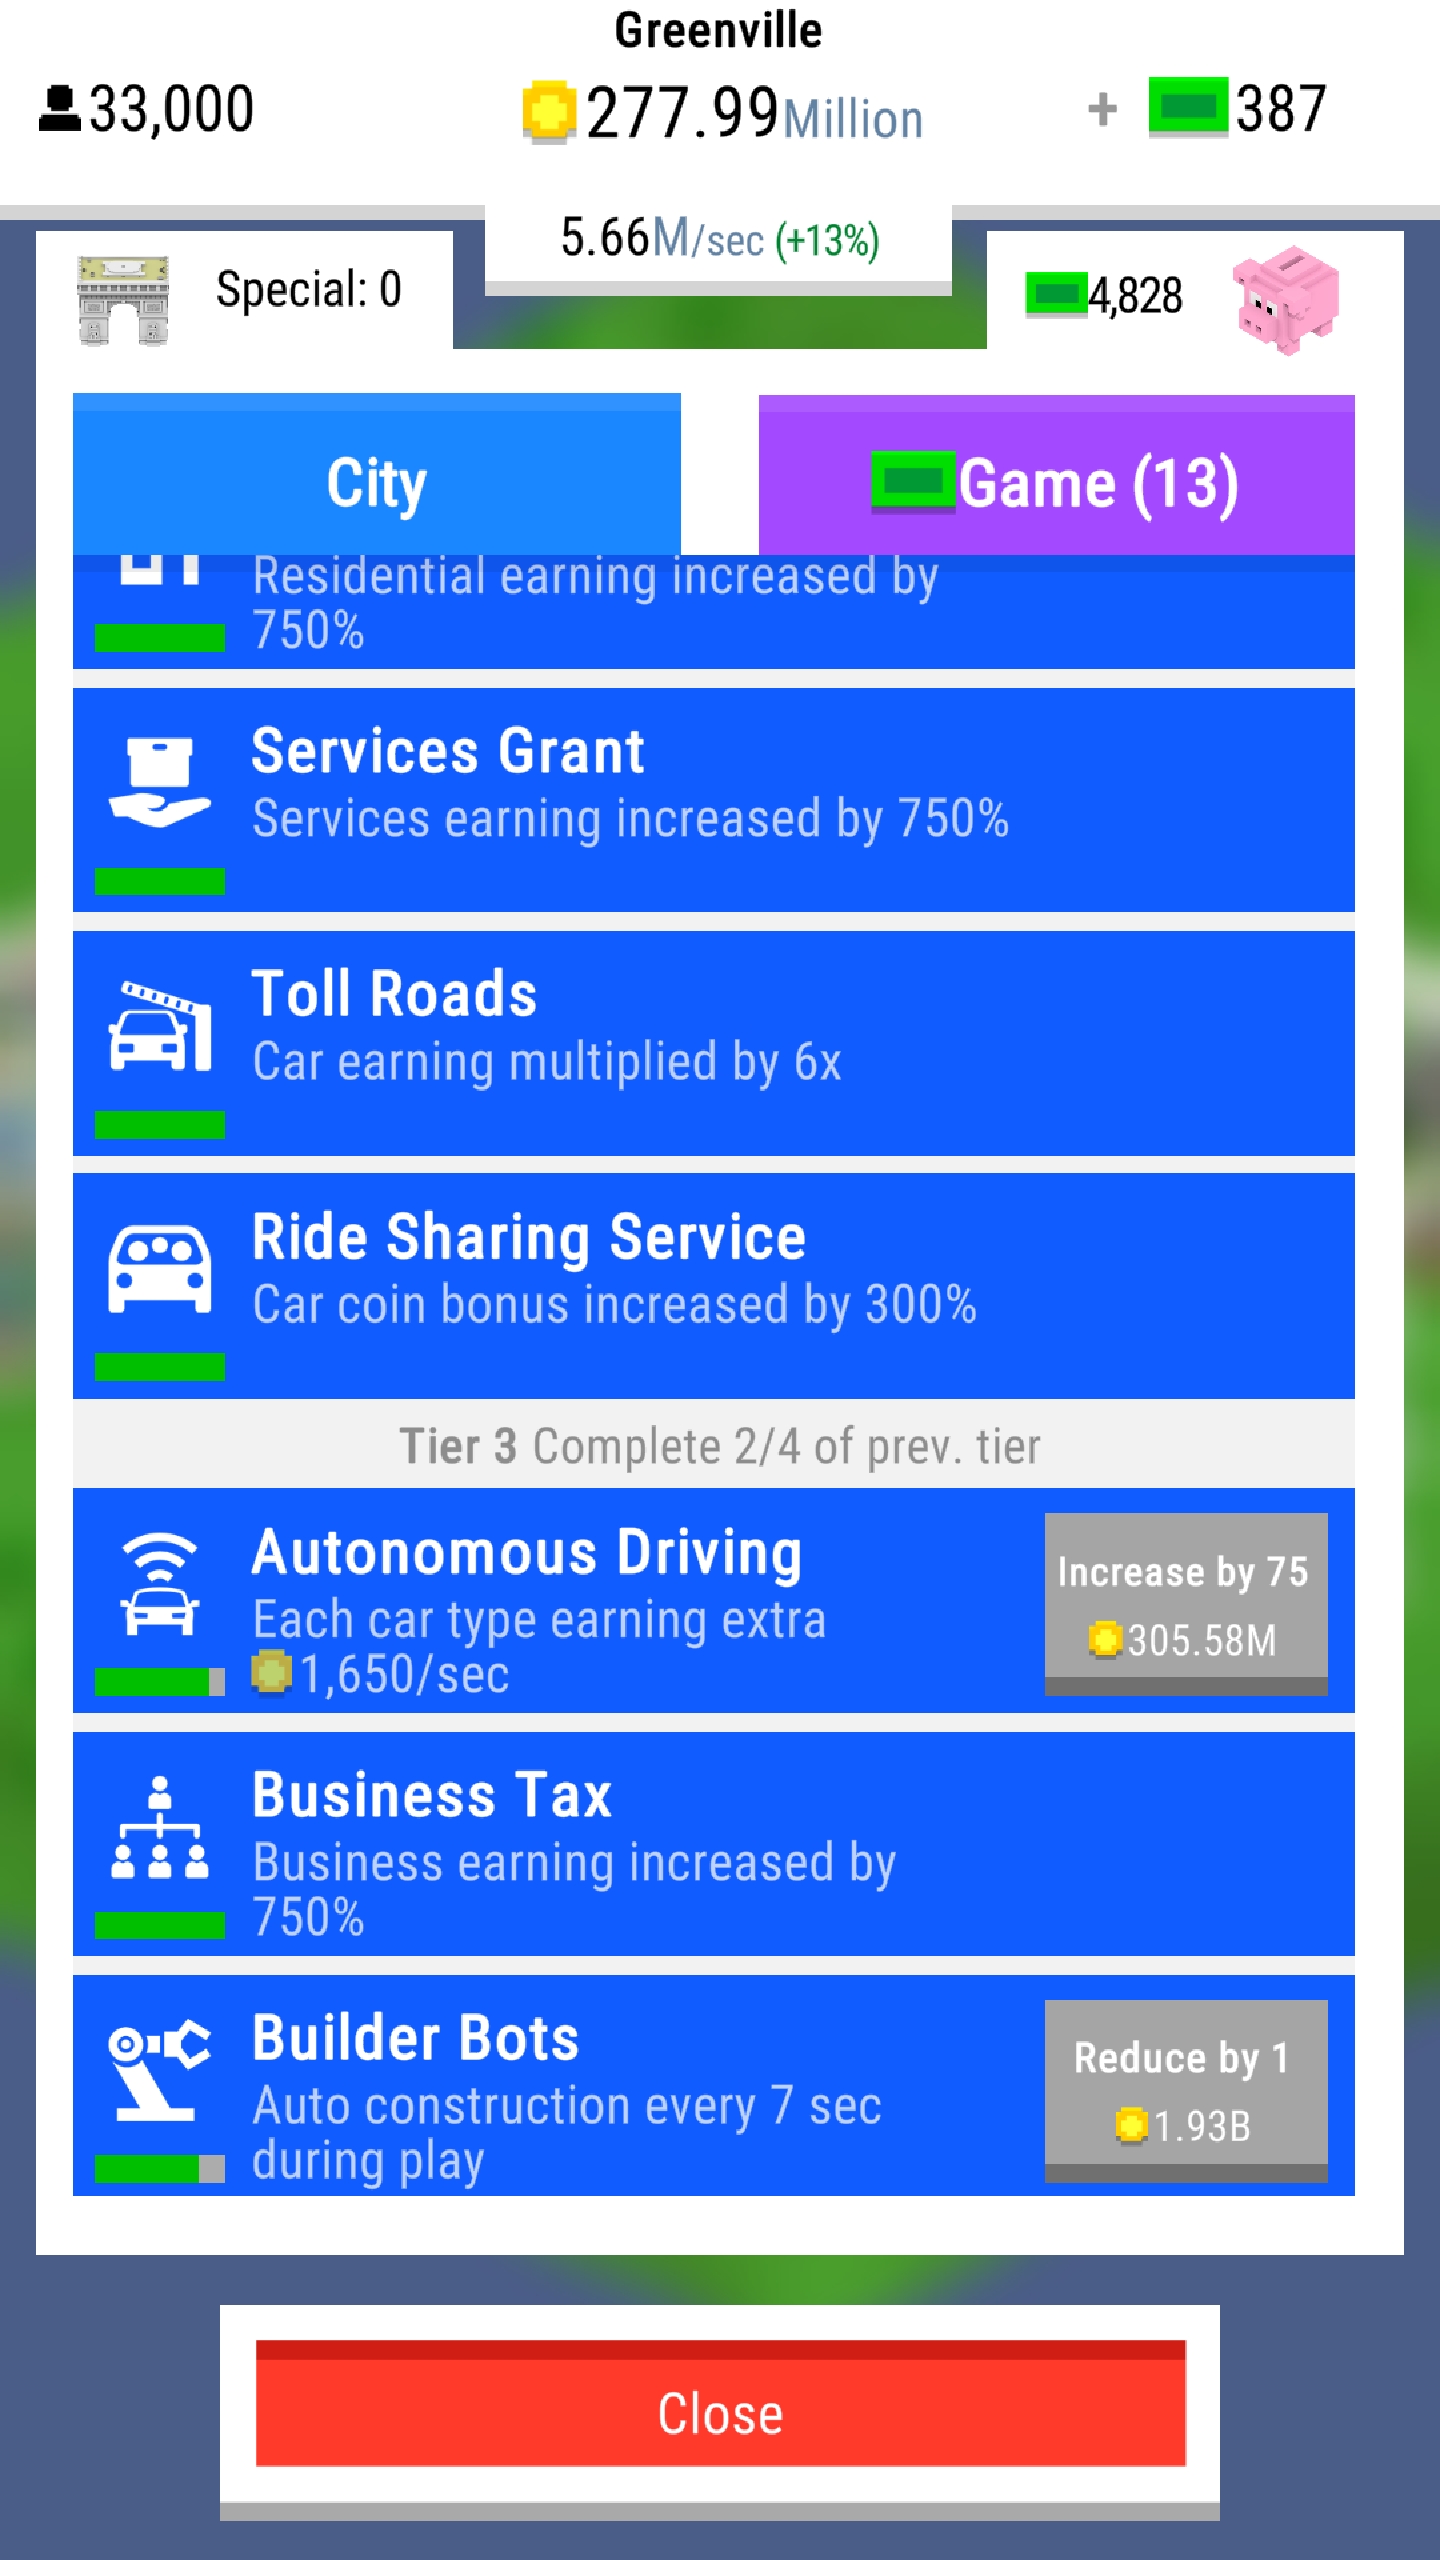 Greenville
33,000
277.99Million
+ 387
5.66M/sec (+13%)
Special: 0
4,828
City
Game (13)
Residential earning increased by
750%
Services Grant
Services earning increased by 750%
Toll Roads
Car earning multiplied by 6x
Ride Sharing Service
Car coin bonus increased by 300%
Tier 3 Complete 2/4 of prev. tier
Autonomous Driving
Each car type earning extra
1,650/sec
Increase by 75
305.58M
Business Tax
Business earning increased by
750%
Builder Bots
Auto construction every 7 sec
during play
Reduce by 1
1.93B
Close